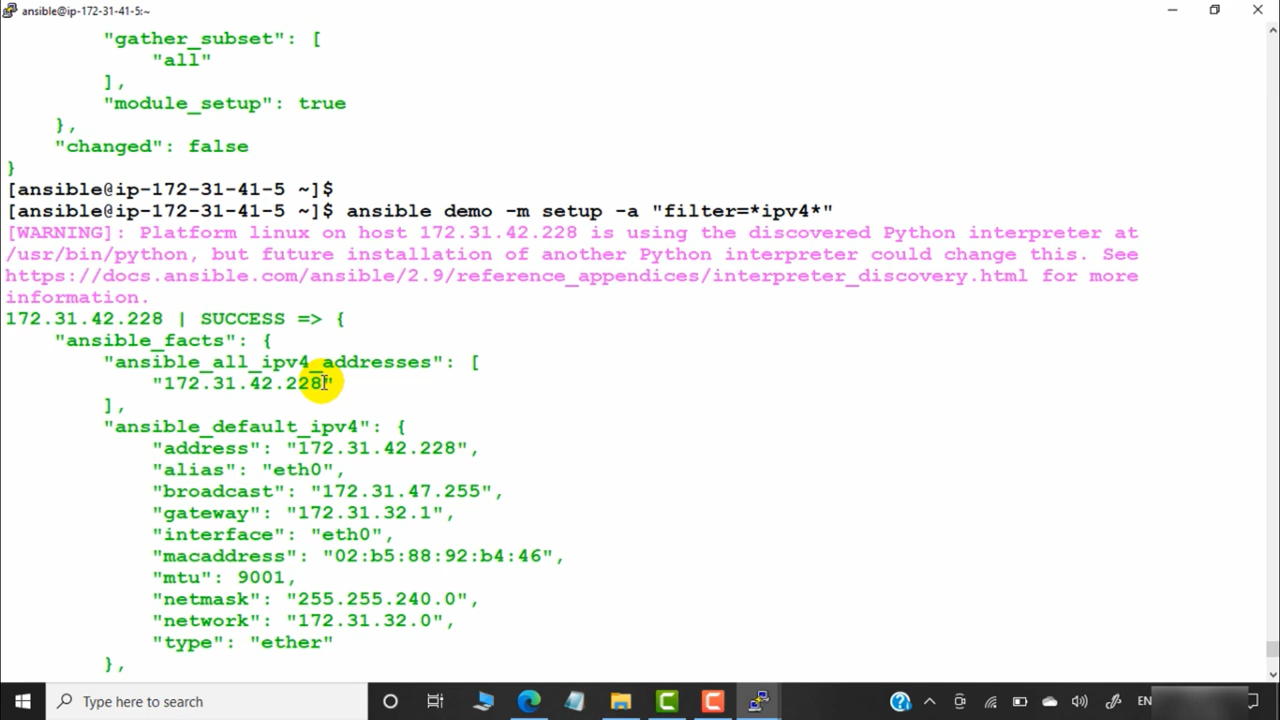 ansible@ip-172-31-41-5:~
"gather_subset": [
"all"
],
"module_setup": true
},
"changed": false
}
[ansible@ip-172-31-41-5 ~]$
[ansible@ip-172-31-41-5 ~]$ ansible demo -m setup -a "filter=*ipv4*"
[WARNING]: Platform linux on host 172.31.42.228 is using the discovered Python interpreter at
/usr/bin/python, but future installation of another Python interpreter could change this. See
https://docs.ansible.com/ansible/2.9/reference_appendices/interpreter_discovery.html for more
information.
172.31.42.228 | SUCCESS => {
"ansible_facts": {
"ansible_all_ipv4_addresses": [
"172.31.42.228"
],
"ansible_default_ipv4": {
"address": "172.31.42.228",
"alias": "eth0",
"broadcast": "172.31.47.255",
"gateway": "172.31.32.1",
"interface": "eth0",
"macaddress": "02:b5:88:92:b4:46",
"mtu": 9001,
"netmask": "255.255.240.0",
"network": "172.31.32.0",
"type": "ether"
},
Type here to search
EN